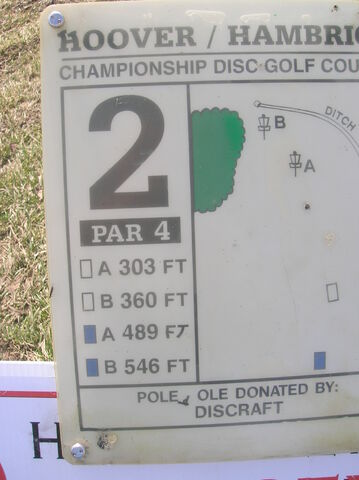 HOOVER / HAMBRI
CHAMPIONSHIP DISC GOLF COU
2
PAR 4
A 303 FT
B 360 FT
A 489 FT
B 546 FT
B
A
DITCH
POLE OLE DONATED BY:
DISCRAFT
H